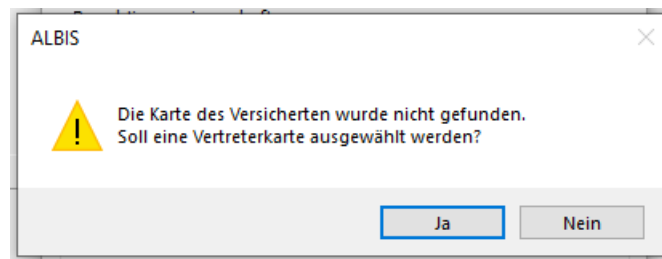 ALBIS
Die Karte des Versicherten wurde nicht gefunden.
Soll eine Vertreterkarte ausgewählt werden?
Ja
Nein